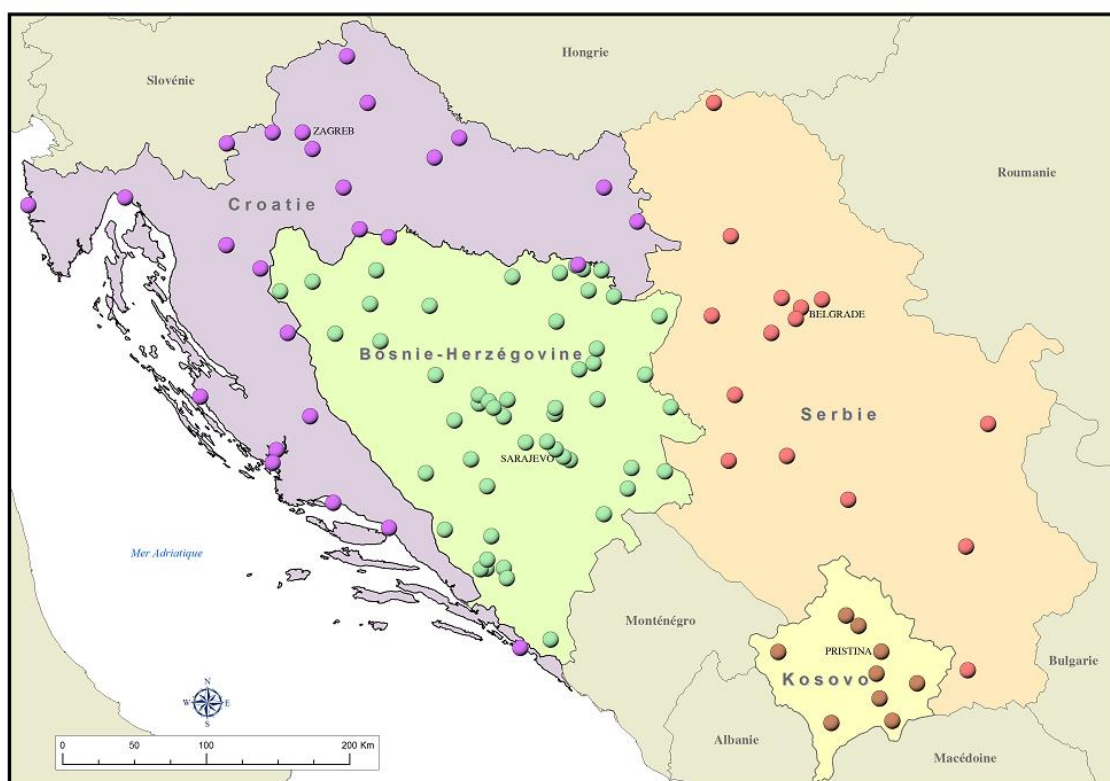 Hongrie
Slovénie
ZAGREB
Roumanie
Croatie
BELGRADE
Bosnie-Herzégovine
Serbie
SARAJEVO
Mer Adriatique
Monténégro
PRISTINA
Bulgarie
Kosovo
N
W E
S
Albanie
Macédoine
0 50 100 200 Km